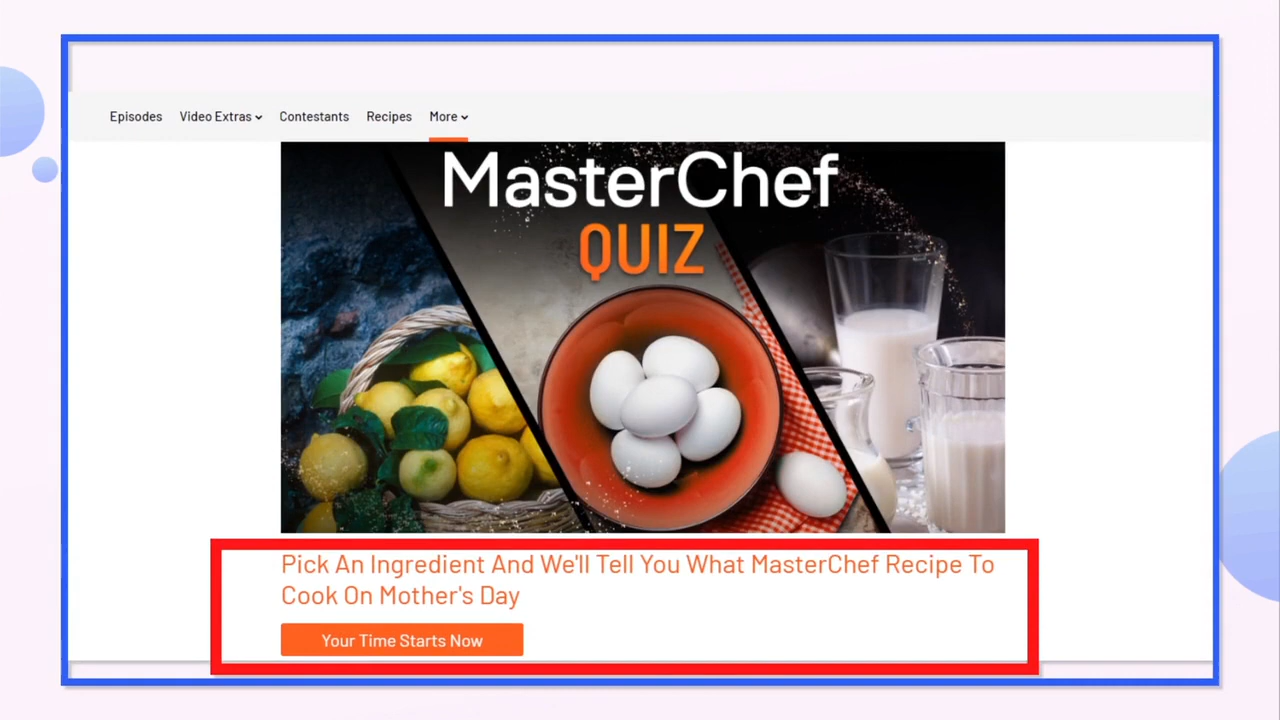 Episodes Video Extras Contestants Recipes More
MasterChef
QUIZ
Pick An Ingredient And We'll Tell You What MasterChef Recipe To
Cook On Mother's Day
Your Time Starts Now